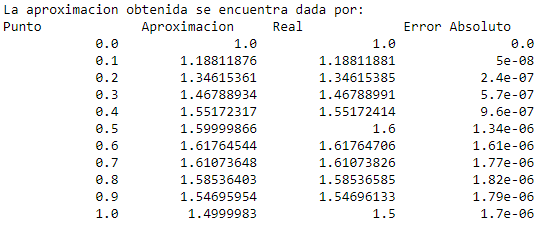 La aproximacion obtenida se encuentra dada por:
Punto Aproximacion Real Error Absoluto
0.0 1.0 1.0 0.0
0.1 1.18811876 1.18811881 5e-08
0.2 1.34615361 1.34615385 2.4e-07
0.3 1.46788934 1.46788991 5.7e-07
0.4 1.55172317 1.55172414 9.6e-07
0.5 1.59999866 1.6 1.34e-06
0.6 1.61764544 1.61764706 1.61e-06
0.7 1.61073648 1.61073826 1.77e-06
0.8 1.58536403 1.58536585 1.82e-06
0.9 1.54695954 1.54696133 1.79e-06
1.0 1.4999983 1.5 1.7e-06